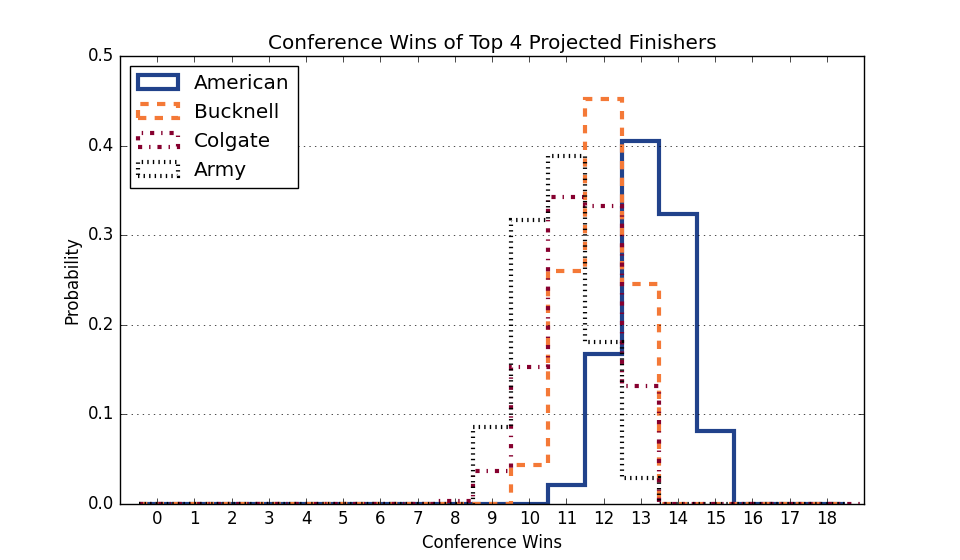 Conference Wins of Top 4 Projected Finishers
0.5
American
Bucknell
0.4
Colgate
Army
0.3
Probability
0.2
0.1
0.0
0 1 2 3 4 5 6 7 8 9 10 11 12 13 14 15 16 17 18
Conference Wins